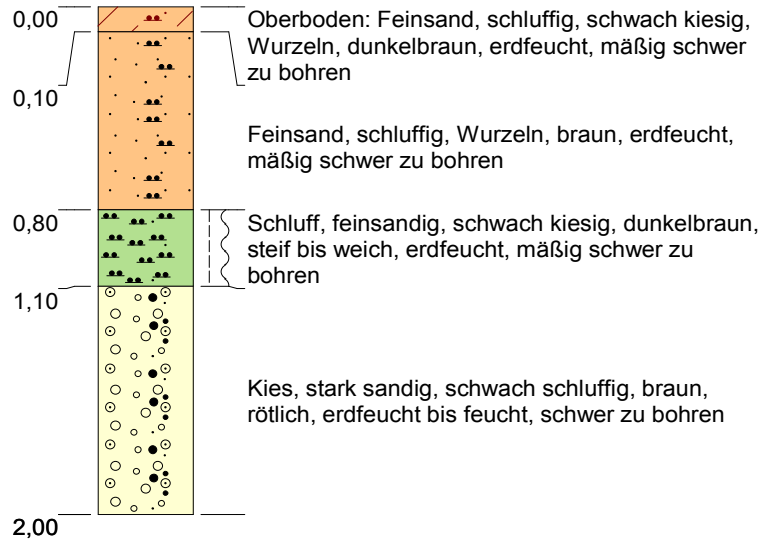 0,00
Oberboden: Feinsand, schluffig, schwach kiesig,
Wurzeln, dunkelbraun, erdfeucht, mäßig schwer
zu bohren
0,10
Feinsand, schluffig, Wurzeln, braun, erdfeucht,
mäßig schwer zu bohren
0,80
Schluff, feinsandig, schwach kiesig, dunkelbraun,
steif bis weich, erdfeucht, mäßig schwer zu
bohren
1,10
Kies, stark sandig, schwach schluffig, braun,
rötlich, erdfeucht bis feucht, schwer zu bohren
2,00